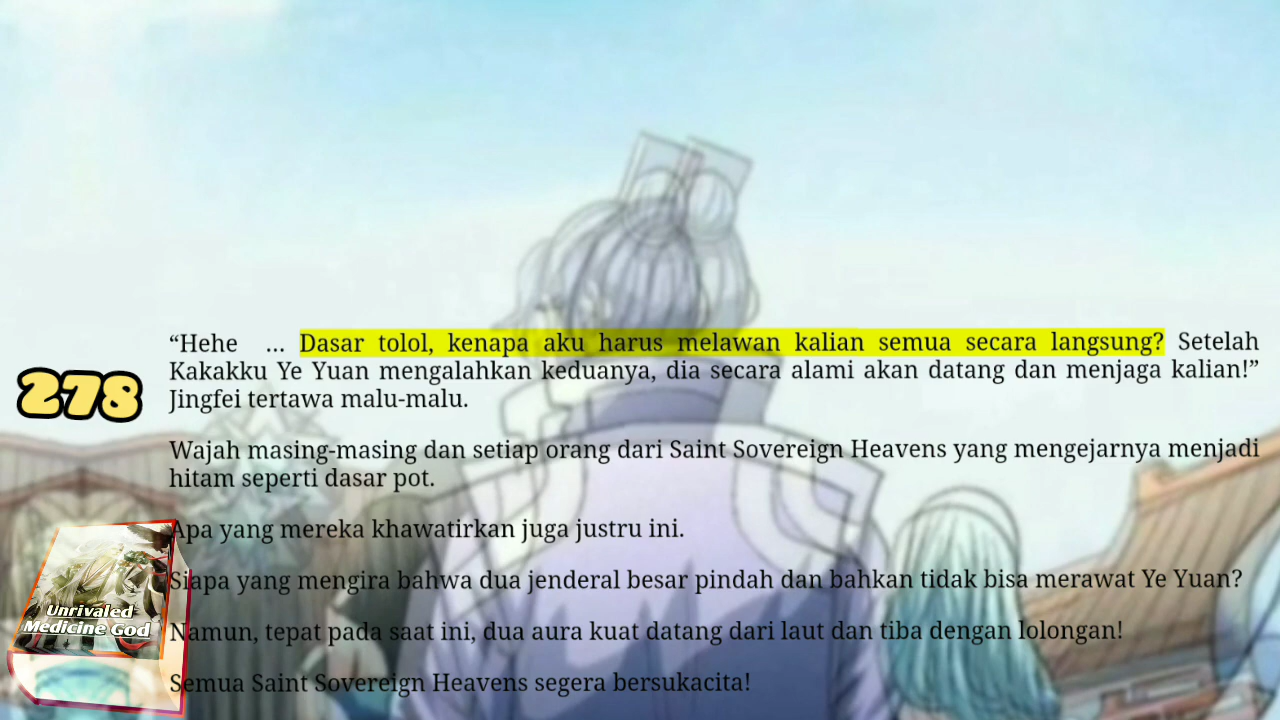 “Hehe ... Dasar tolol, kenapa aku harus melawan kalian semua secara langsung? Setelah
Kakakku Ye Yuan mengalahkan keduanya, dia secara alami akan datang dan menjaga kalian!”
Jingfei tertawa malu-malu.
278
Wajah masing-masing dan setiap orang dari Saint Sovereign Heavens yang mengejarnya menjadi
hitam seperti dasar pot.
Apa yang mereka khawatirkan juga justru ini.
Siapa yang mengira bahwa dua jenderal besar pindah dan bahkan tidak bisa merawat Ye Yuan?
Namun, tepat pada saat ini, dua aura kuat datang dari laut dan tiba dengan lolongan!
Semua Saint Sovereign Heavens segera bersukacita!
Unrivaled
Medicine God